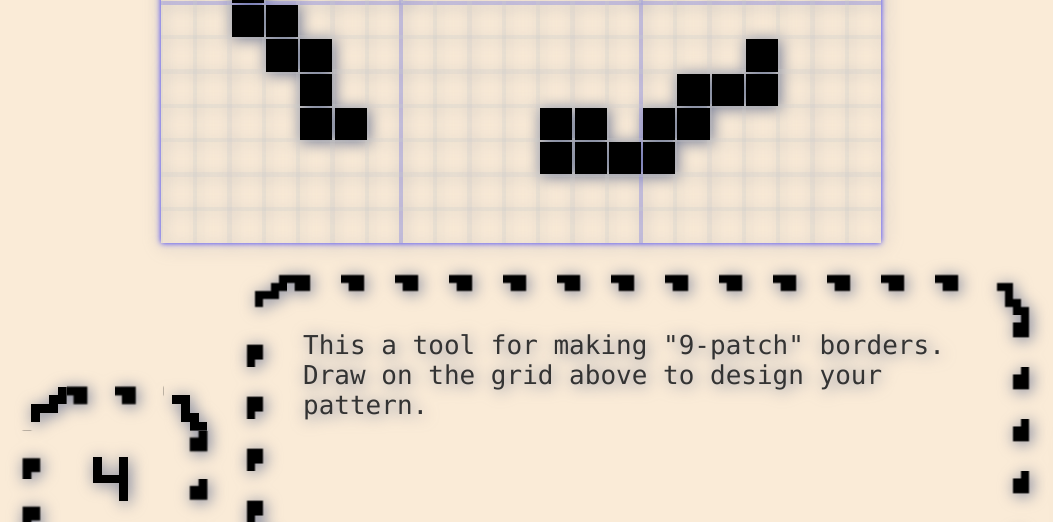 This a tool for making "9-patch" borders.
Draw on the grid above to design your
pattern.
4